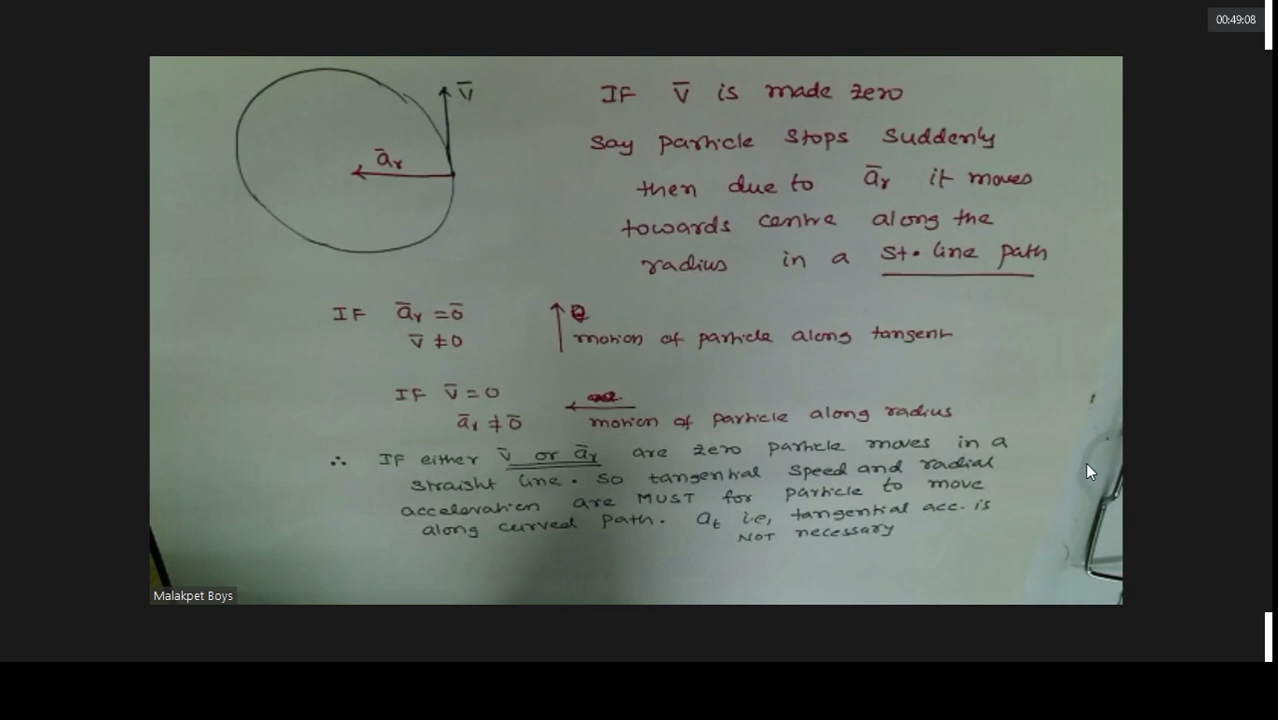 00:49:08
V̄
āᵣ
IF V̄ is made zero
say particle stops suddenly
then due to āᵣ it moves
towards centre along the
radius in a st. line path
IF āᵣ = 0̄
V̄ ≠ 0
motion of particle along tangent
IF V̄ = 0
āᵣ ≠ 0̄
motion of particle along radius
∴ IF either V̄ or āᵣ are zero particle moves in a
straight line. so tangential speed and radial
acceleration are MUST for particle to move
along curved path. aₜ i.e, tangential acc. is
NOT necessary
Malakpet Boys